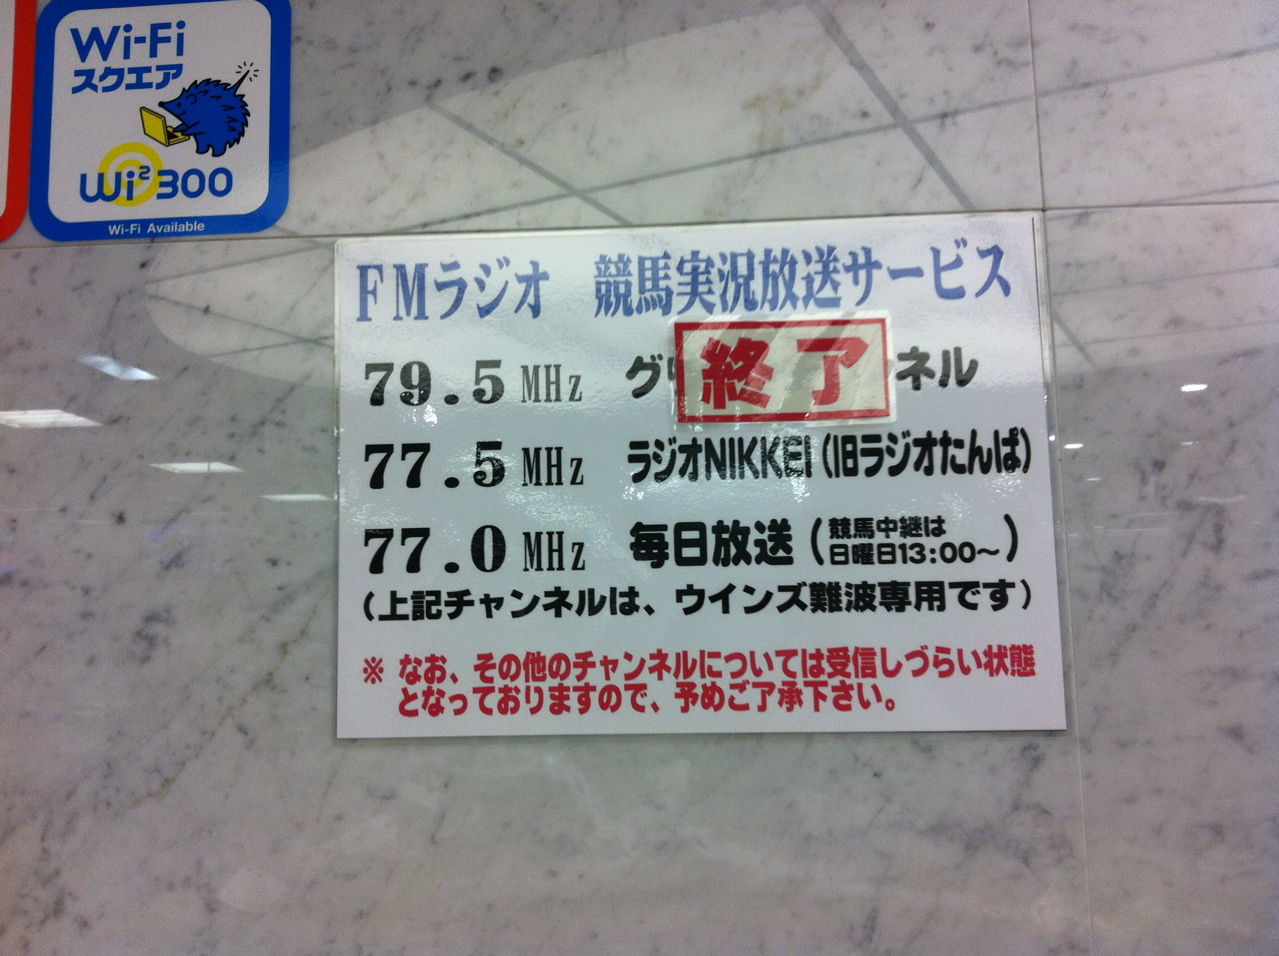 Wi-Fi
スクエア
Wi2 300
Wi-Fi Available
FMラジオ 競馬実況放送サービス
79.5 MHz グ 終了 ネル
77.5 MHz ラジオNIKKEI (旧ラジオたんぱ)
77.0 MHz 毎日放送 (競馬中継は
日曜日13:00～)
(上記チャンネルは、ウインズ難波専用です)
※ なお、その他のチャンネルについては受信しづらい状態
となっておりますので、予めご了承下さい。